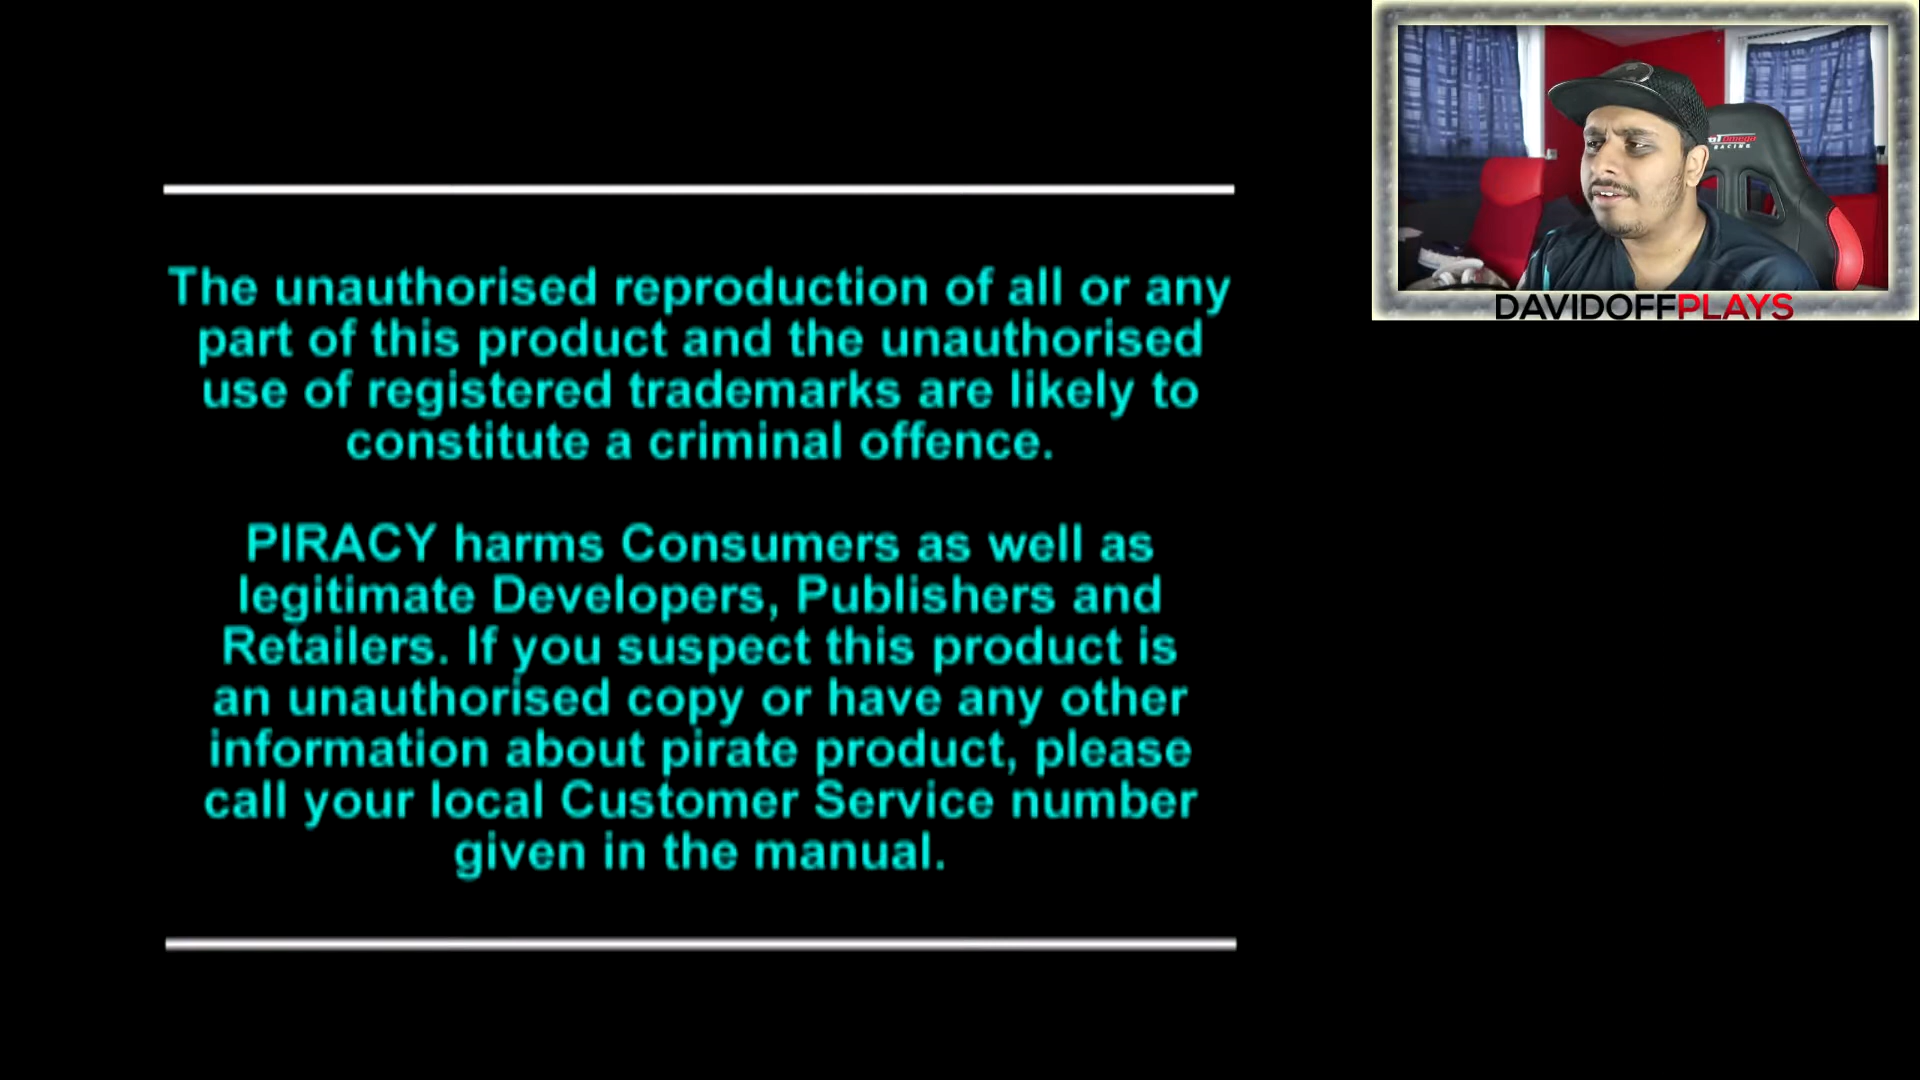 The unauthorised reproduction of all or any
part of this product and the unauthorised
use of registered trademarks are likely to
constitute a criminal offence.
PIRACY harms Consumers as well as
legitimate Developers, Publishers and
Retailers. If you suspect this product is
an unauthorised copy or have any other
information about pirate product, please
call your local Customer Service number
given in the manual.
omega
RACING
DAVIDOFFPLAYS